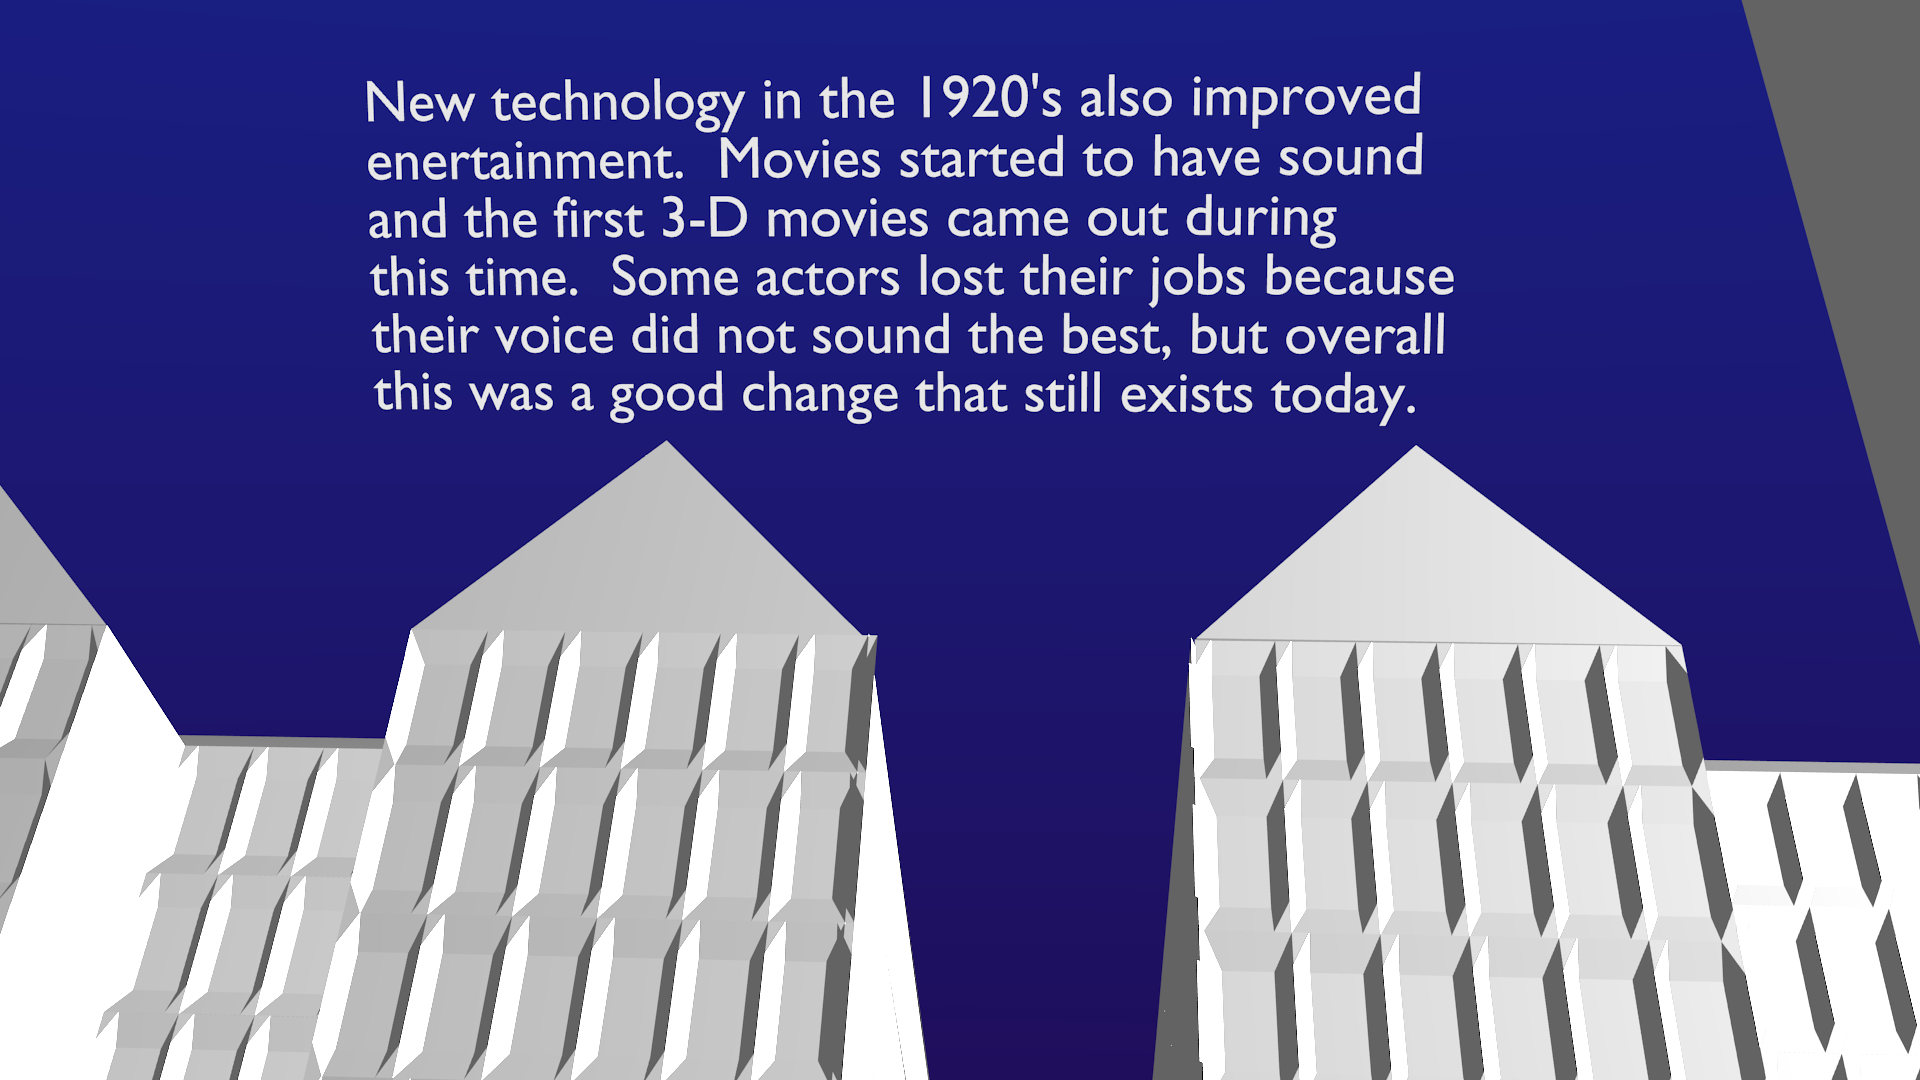 New technology in the 1920's also improved
enertainment.  Movies started to have sound
and the first 3-D movies came out during
this time.  Some actors lost their jobs because
their voice did not sound the best, but overall
this was a good change that still exists today.